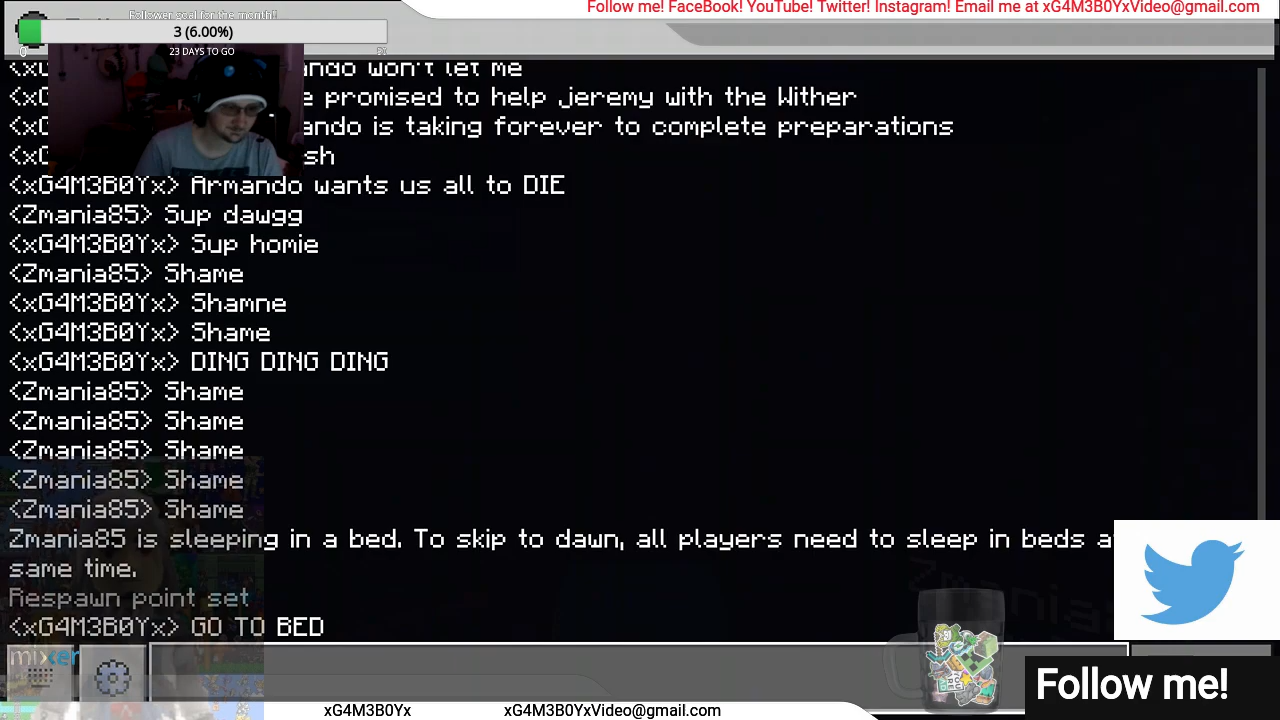 Follow me! FaceBook! YouTube! Twitter! Instagram! Email me at xG4M3B0YxVideo@gmail.com
Follower goal for the month!!
3 (6.00%)
0
23 DAYS TO GO
ando won't let me
e promised to help jeremy with the Wither
ando is taking forever to complete preparations
sh
<xG4M3B0Yx> Armando wants us all to DIE
<Zmania85> Sup dawgg
<xG4M3B0Yx> Sup homie
<Zmania85> Shame
<xG4M3B0Yx> Shamne
<xG4M3B0Yx> Shame
<xG4M3B0Yx> DING DING DING
<Zmania85> Shame
<Zmania85> Shame
<Zmania85> Shame
<Zmania85> Shame
<Zmania85> Shame
Zmania85 is sleeping in a bed. To skip to dawn, all players need to sleep in beds a
same time.
Respawn point set
<xG4M3B0Yx> GO TO BED
mixer
Follow me!
xG4M3B0Yx xG4M3B0YxVideo@gmail.com